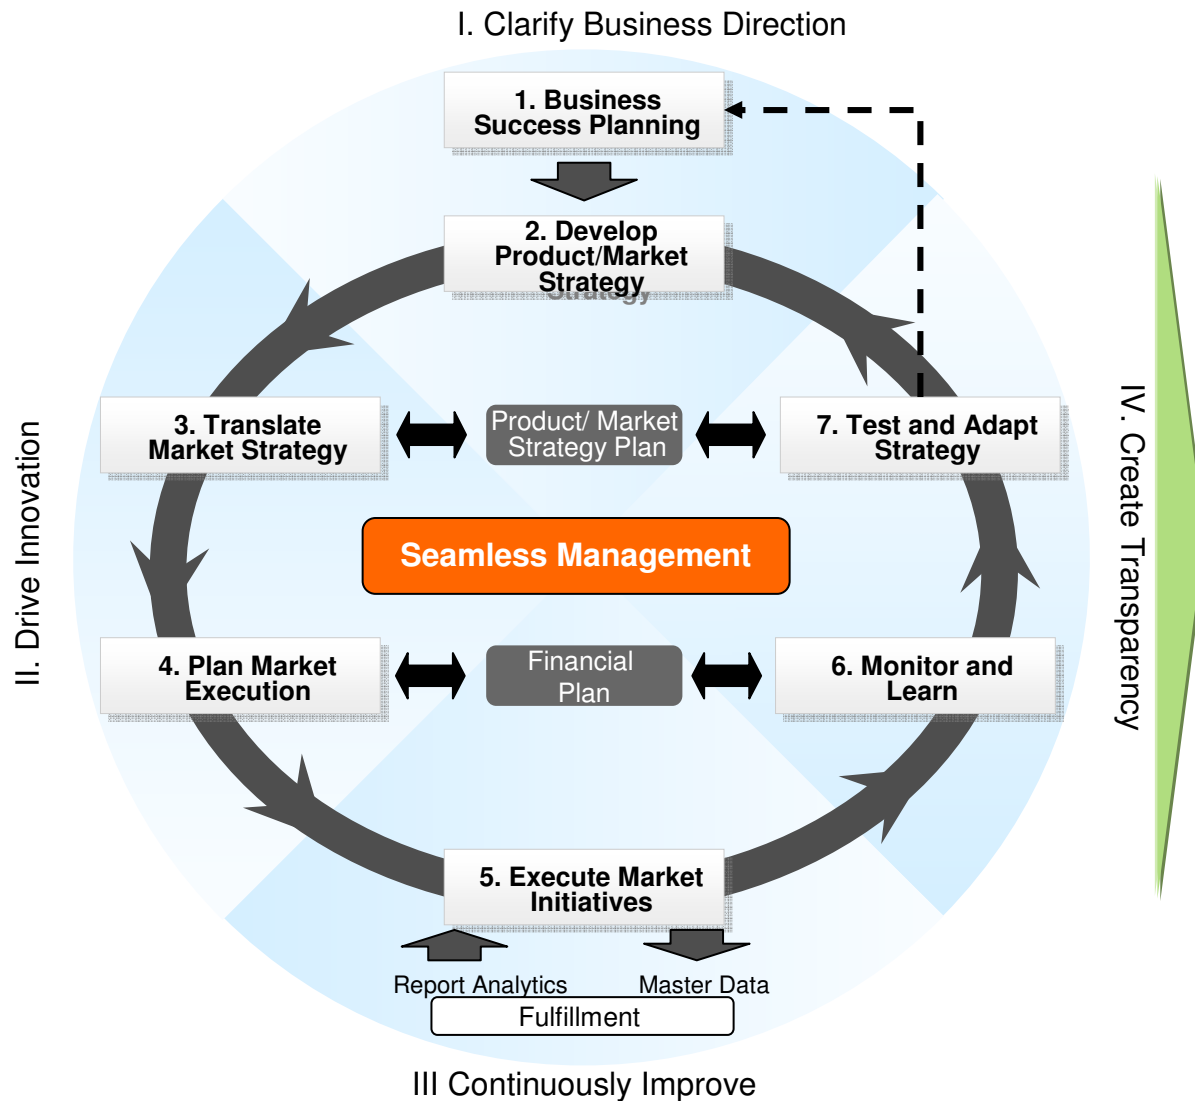 I. Clarify Business Direction
1. Business
Success Planning
2. Develop
Product/Market
Strategy
Strategy
3. Translate
Market Strategy
Product/ Market
Strategy Plan
7. Test and Adapt
Strategy
II. Drive Innovation
Seamless Management
IV. Create Transparency
4. Plan Market
Execution
Financial
Plan
6. Monitor and
Learn
5. Execute Market
Initiatives
Report Analytics
Master Data
Fulfillment
III Continuously Improve